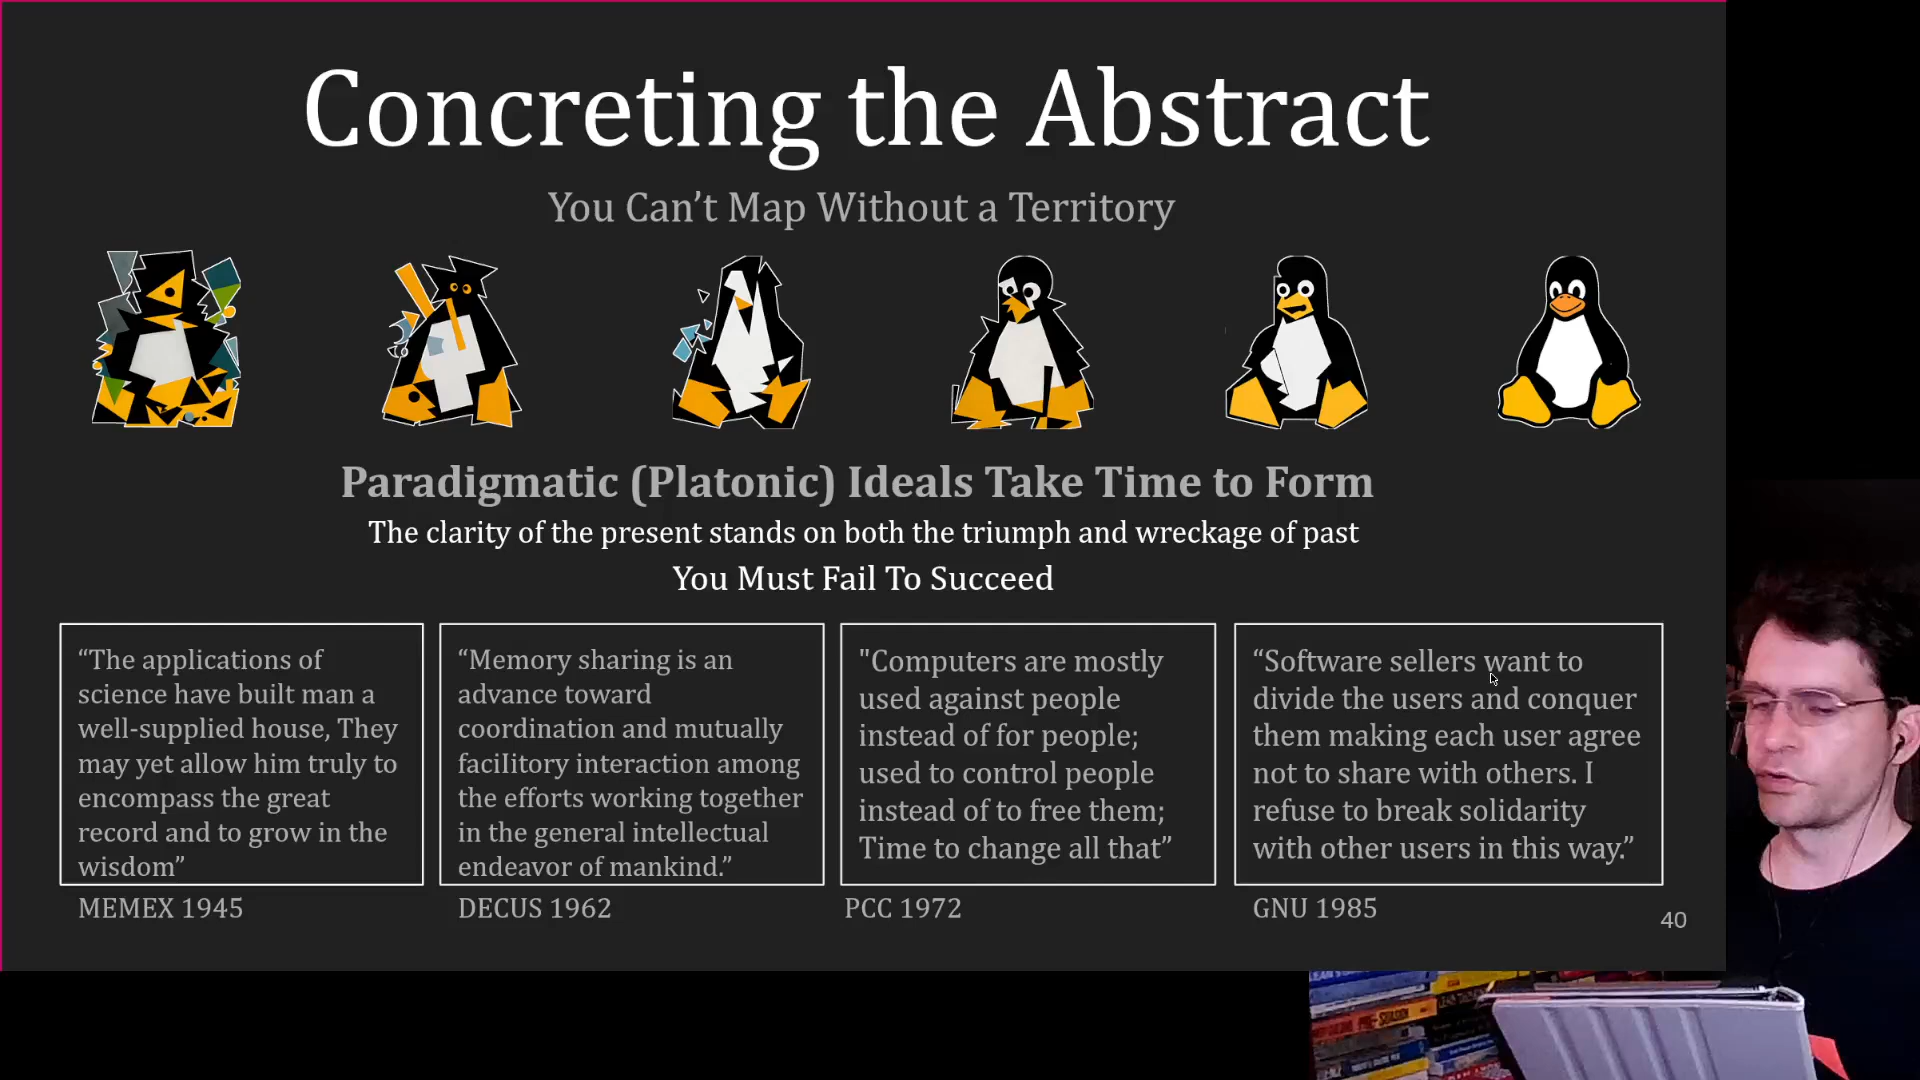 Concreting the Abstract
You Can’t Map Without a Territory
Paradigmatic (Platonic) Ideals Take Time to Form
The clarity of the present stands on both the triumph and wreckage of past
You Must Fail To Succeed
“The applications of
science have built man a
well-supplied house, They
may yet allow him truly to
encompass the great
record and to grow in the
wisdom”
MEMEX 1945
“Memory sharing is an
advance toward
coordination and mutually
facilitory interaction among
the efforts working together
in the general intellectual
endeavor of mankind.”
DECUS 1962
"Computers are mostly
used against people
instead of for people;
used to control people
instead of to free them;
Time to change all that”
PCC 1972
“Software sellers want to
divide the users and conquer
them making each user agree
not to share with others. I
refuse to break solidarity
with other users in this way.”
GNU 1985
40